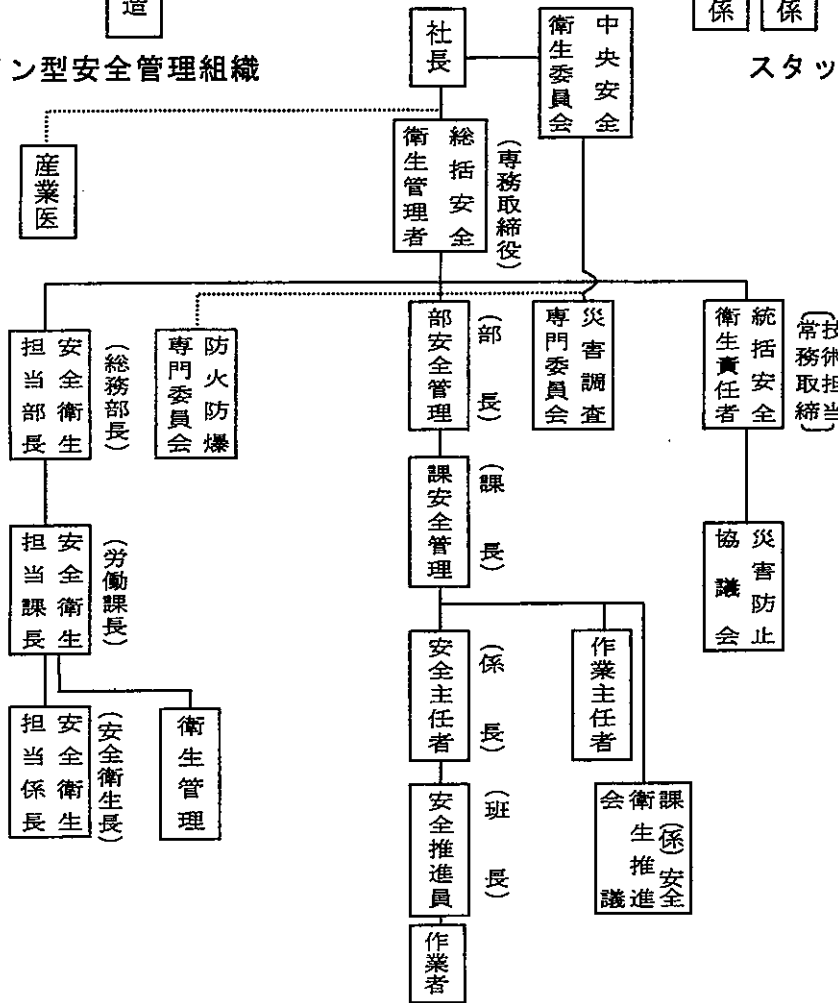 造
係
係
ン型安全管理組織
スタッ
社長
中央安全
衛生委員会
産業医
総括安全
衛生管理者
(専務取締役)
安全衛生
担当部長
(総務部長)
防火防爆
専門委員会
部安全管理
(部長)
災害調査
専門委員会
統括安全
衛生責任者
技術担当
常務取締
課安全管理
(課長)
安全衛生
担当課長
(労働課長)
災害防止
協議会
安全主任者
(係長)
作業主任者
安全衛生
担当係長
(安全衛生長)
衛生管理
安全推進員
(班長)
課(係)安全
衛生推進
会議
作業者